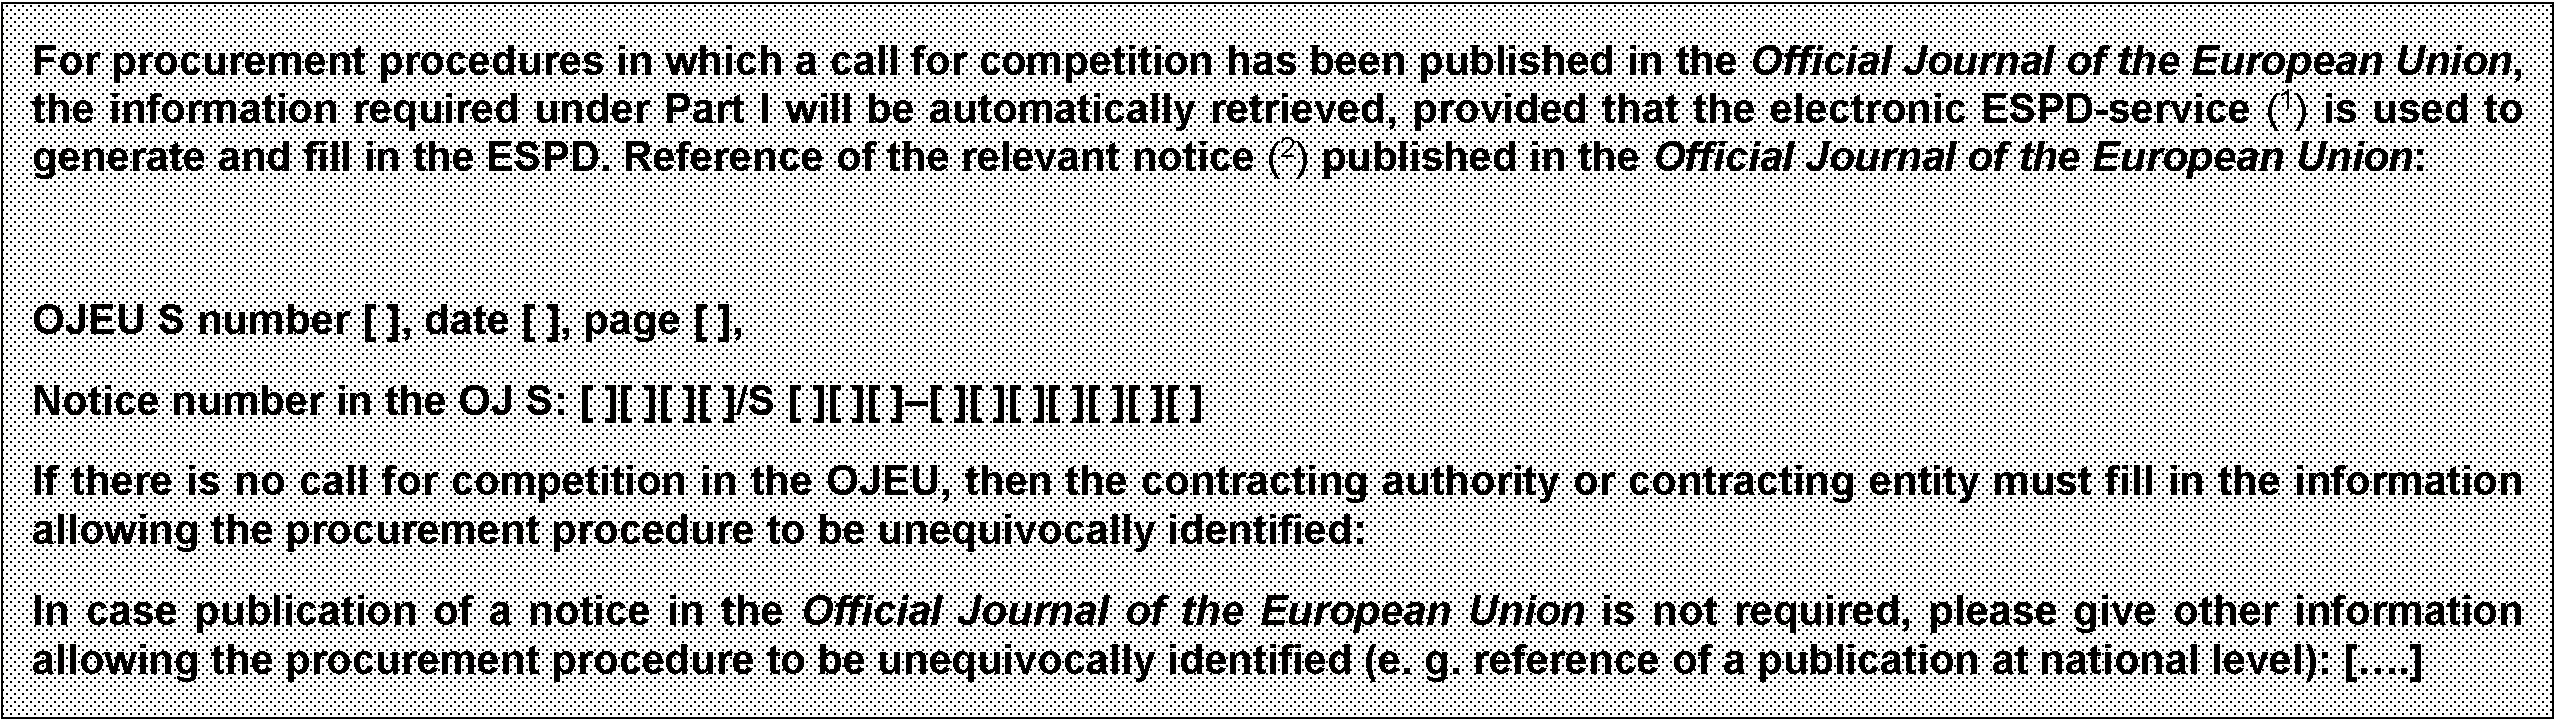 For procurement procedures in which a call for competition has been published in the Official Journal of the European Union,
the information required under Part I will be automatically retrieved, provided that the electronic ESPD-service (1) is used to
generate and fill in the ESPD. Reference of the relevant notice (2) published in the Official Journal of the European Union:
OJEU S number [ ], date [ ], page [ ],
Notice number in the OJ S: [ ][ ][ ][ ]/S [ ][ ][ ]–[ ][ ][ ][ ][ ][ ][ ]
If there is no call for competition in the OJEU, then the contracting authority or contracting entity must fill in the information
allowing the procurement procedure to be unequivocally identified:
In case publication of a notice in the Official Journal of the European Union is not required, please give other information
allowing the procurement procedure to be unequivocally identified (e. g. reference of a publication at national level): [….]